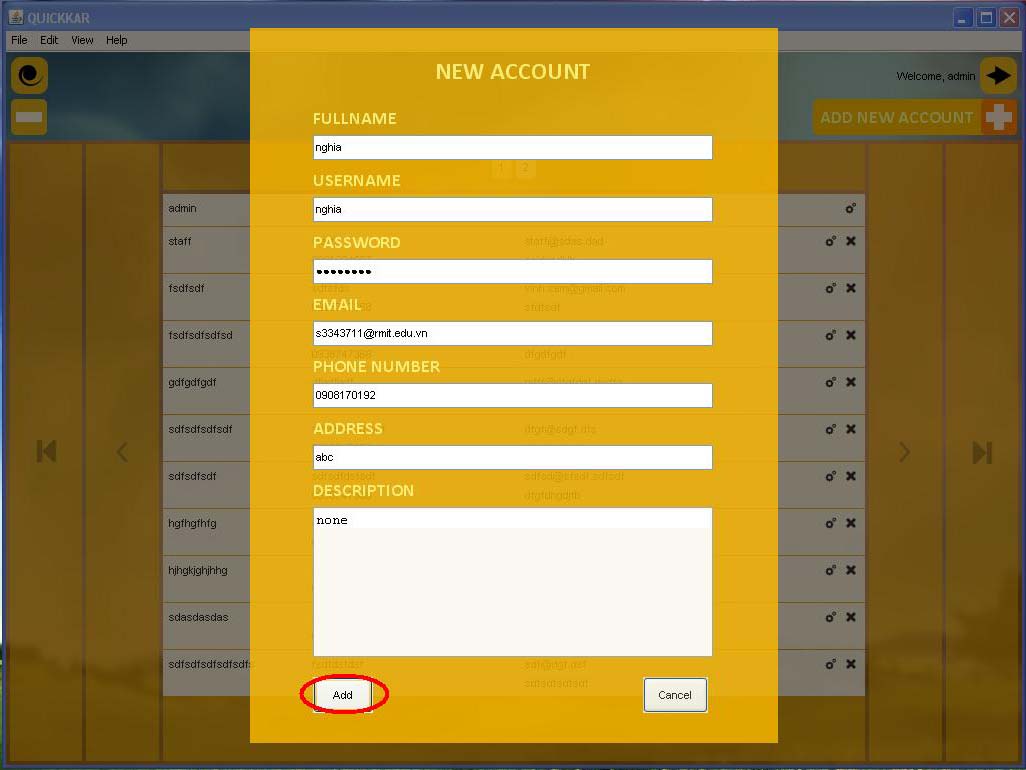 QUICKKAR
File Edit View Help
Welcome, admin
ADD NEW ACCOUNT
NEW ACCOUNT
FULLNAME
nghia
1 2
USERNAME
nghia
PASSWORD
••••••••
EMAIL
s3343711@rmit.edu.vn
PHONE NUMBER
0908170192
ADDRESS
abc
DESCRIPTION
none
Add Cancel
admin
staff
fsdfsdf
fsdfsdfsdfsd
gdfgdfgdf
sdfsdfsdfsdf
sdfsdfsdf
hgfhgfhfg
hjhgkjghjhhg
sdasdasdas